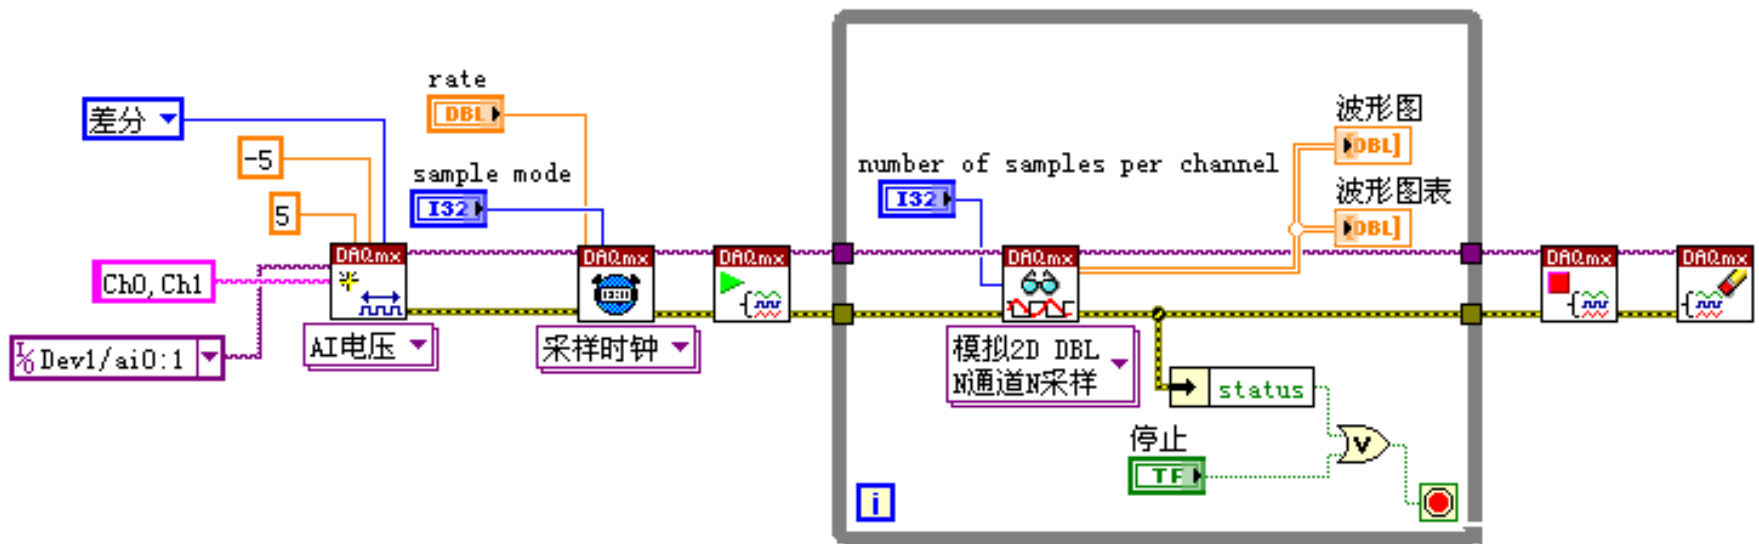 rate
DBL
差分
-5
5
sample mode
I32
Ch0,Ch1
Dev1/ai0:1
DAQmx
AI电压
DAQmx
采样时钟
DAQmx
number of samples per channel
I32
波形图
DBL]
波形图表
DBL]
DAQmx
模拟2D DBL
N通道N采样
status
停止
TF
V
i
DAQmx
DAQmx